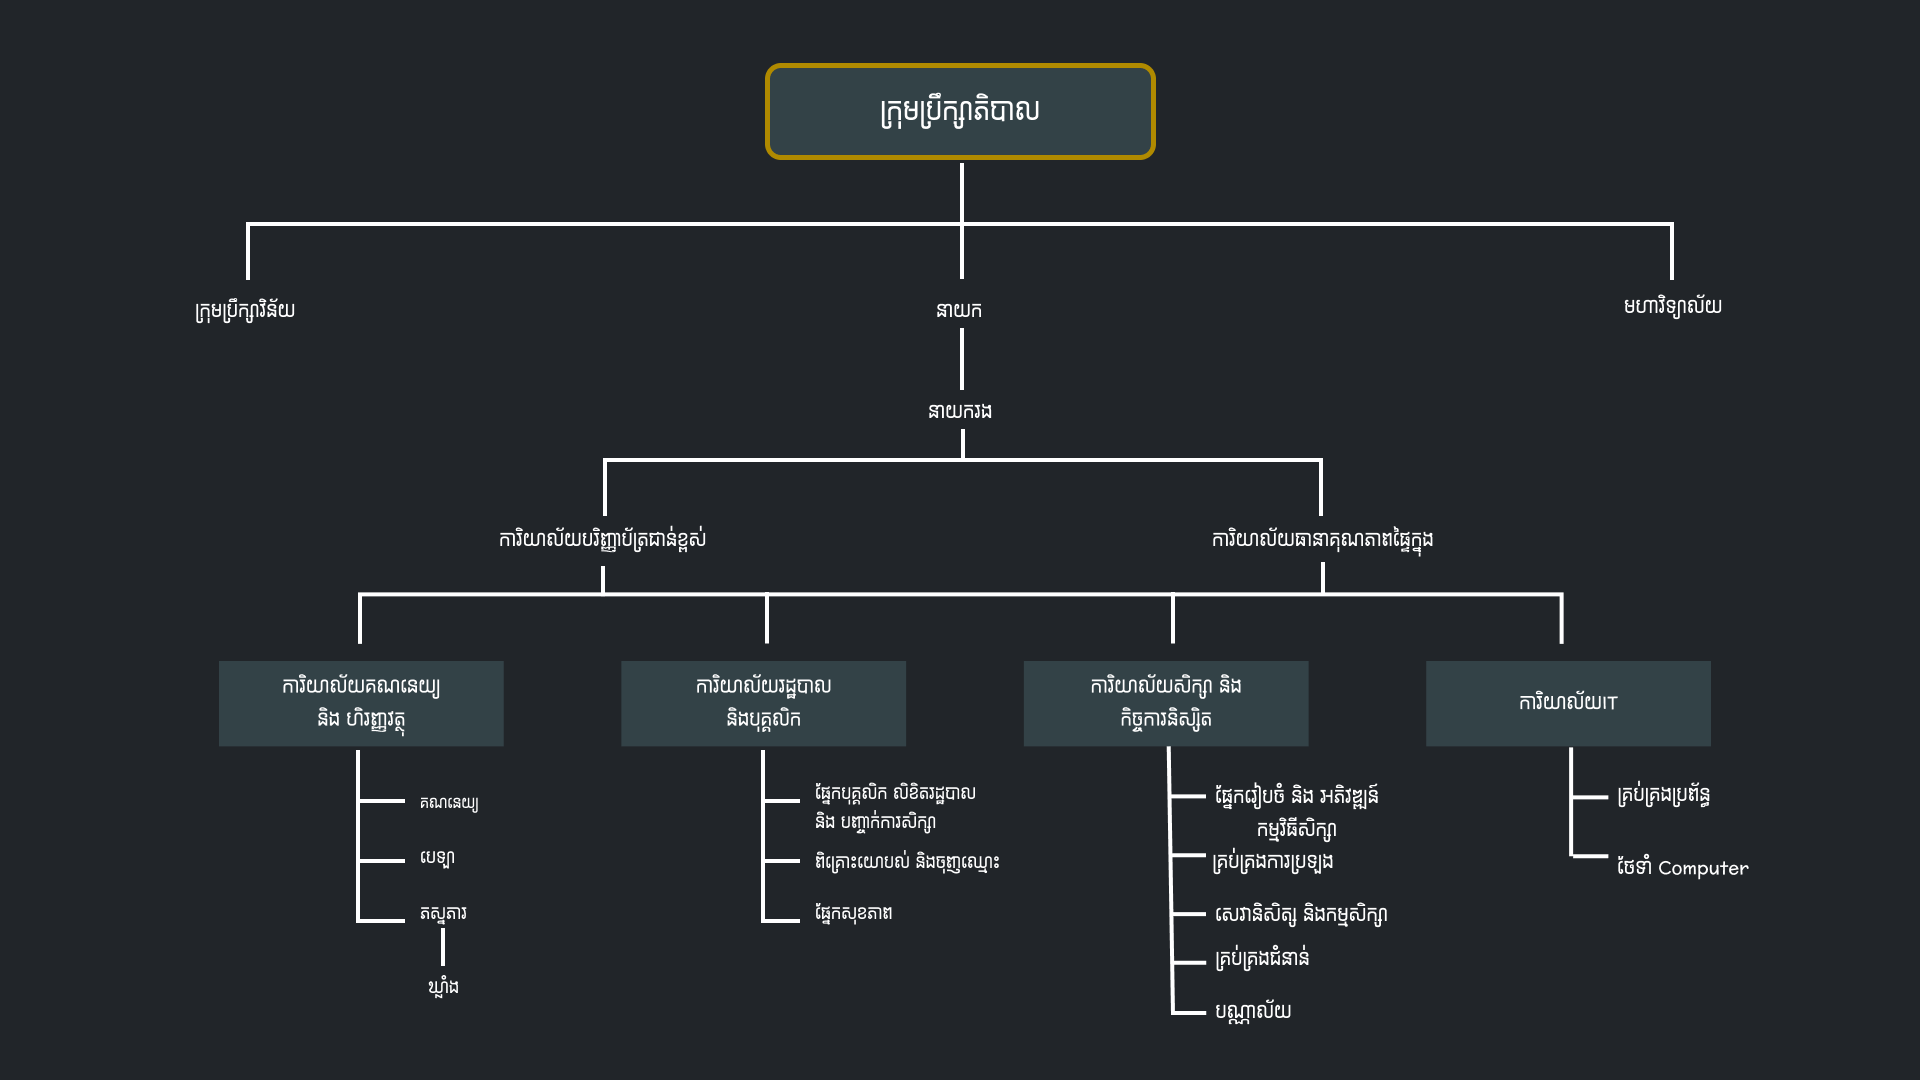 ក្រុមប្រឹក្សាភិបាល
ក្រុមប្រឹក្សាវិន័យ
នាយក
មហាវិទ្យាល័យ
នាយករង
ការិយាល័យបរិញ្ញាប័ត្រជាន់ខ្ពស់
ការិយាល័យធានាគុណភាពផ្ទៃក្នុង
ការិយាល័យគណនេយ្យ
និង ហិរញ្ញវត្ថុ
ការិយាល័យរដ្ឋបាល
និងបុគ្គលិក
ការិយាល័យសិក្សា និង
កិច្ចការនិស្សិត
ការិយាល័យIT
គណនេយ្យ
បេឡា
ភស្តុភារ
ឃ្លាំង
ផ្នែកបុគ្គលិក លិខិតរដ្ឋបាល
និង បញ្ចាក់ការសិក្សា
ពិគ្រោះយោបល់ និងចុញឈ្មោះ
ផ្នែកសុខភាព
ផ្នែករៀបចំ និង អភិវឌ្ឍន៍
កម្មវិធីសិក្សា
គ្រប់គ្រងការប្រឡង
សេវានិសិត្ស និងកម្មសិក្សា
គ្រប់គ្រងជំនាន់
បណ្ណាល័យ
គ្រប់គ្រងប្រព័ន្ធ
ថែទាំ Computer